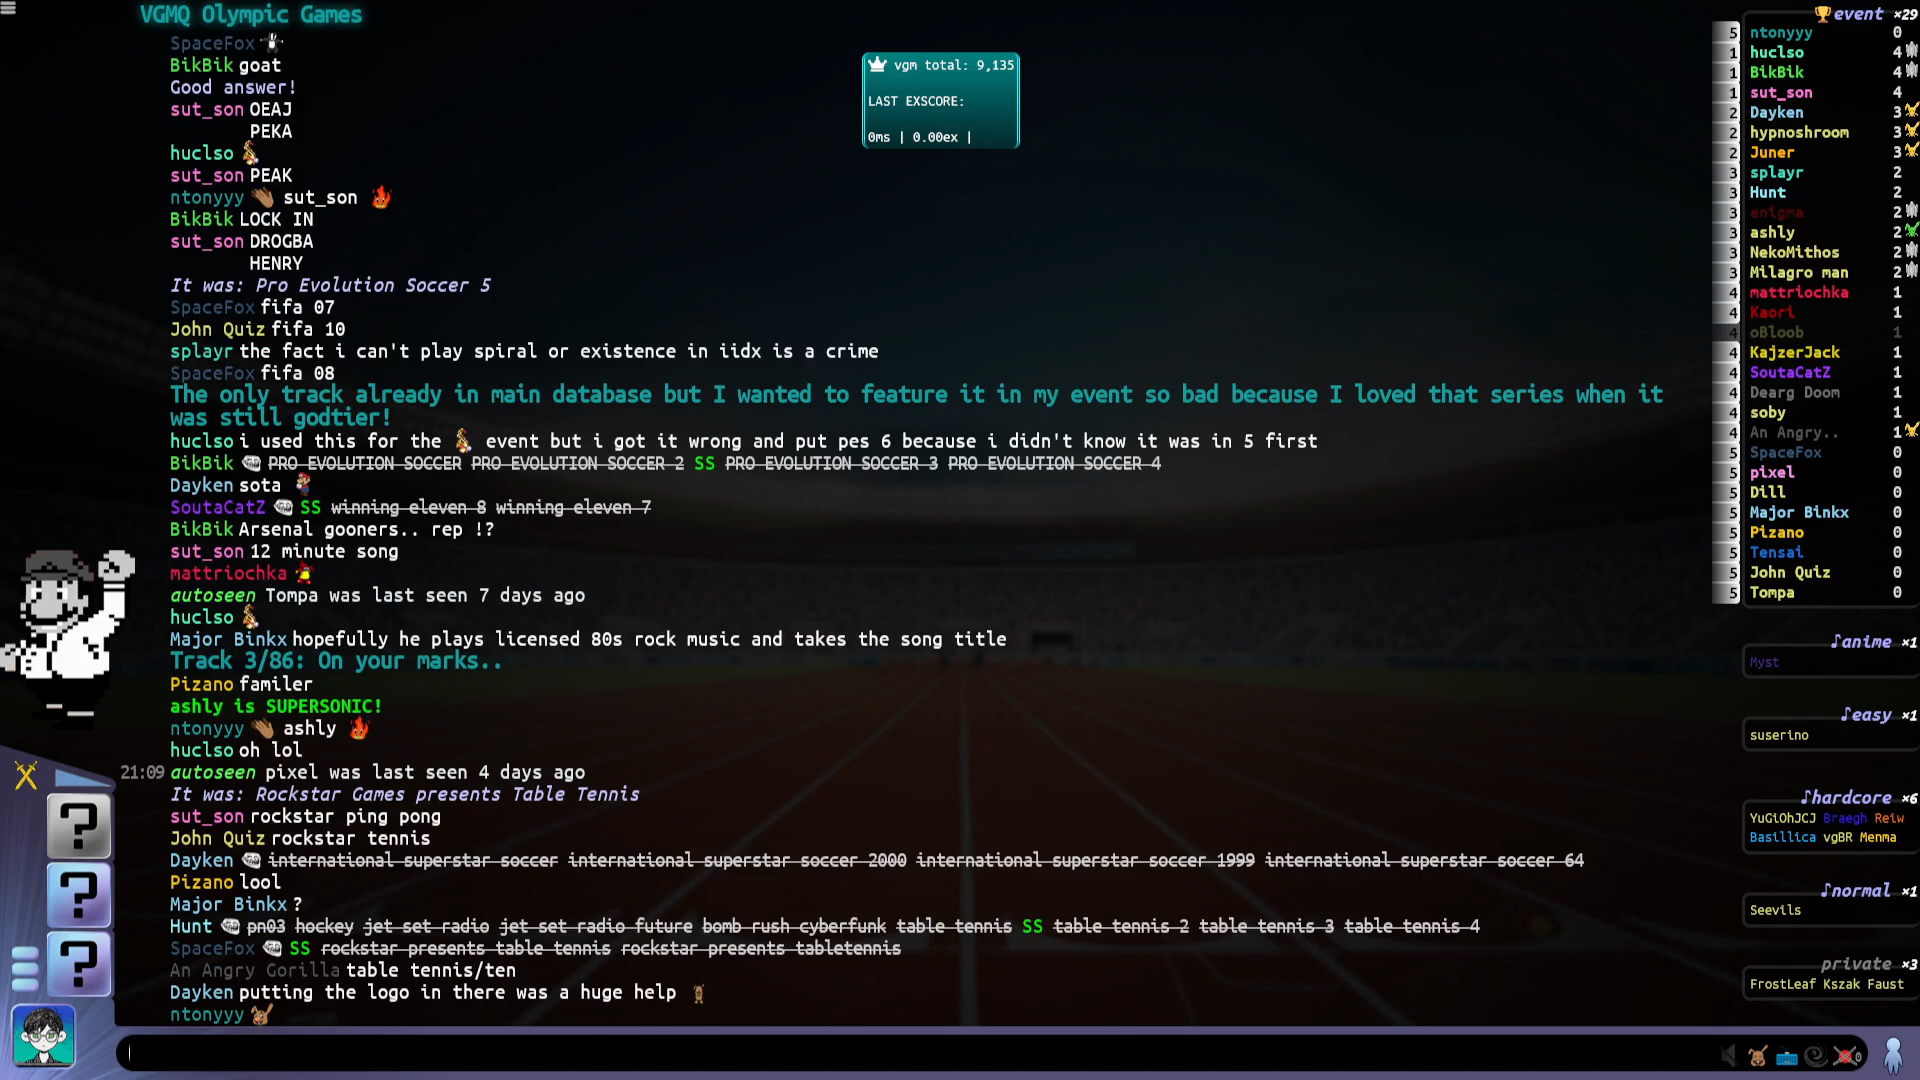 VGMQ Olympic Games
SpaceFox
BikBik goat
Good answer!
sut_son OEAJ
PEKA
huclso
sut_son PEAK
ntonyyy sut_son
BikBik LOCK IN
sut_son DROGBA
HENRY
It was: Pro Evolution Soccer 5
SpaceFox fifa 07
John Quiz fifa 10
splayr the fact i can't play spiral or existence in iidx is a crime
SpaceFox fifa 08
The only track already in main database but I wanted to feature it in my event so bad because I loved that series when it
was still godtier!
huclso i used this for the event but i got it wrong and put pes 6 because i didn't know it was in 5 first
BikBik PRO EVOLUTION SOCCER PRO EVOLUTION SOCCER 2 SS PRO EVOLUTION SOCCER 3 PRO EVOLUTION SOCCER 4
Dayken sota
SoutaCatZ SS winning eleven 8 winning eleven 7
BikBik Arsenal gooners.. rep !?
sut_son 12 minute song
mattriochka
autoseen Tompa was last seen 7 days ago
huclso
Major Binkx hopefully he plays licensed 80s rock music and takes the song title
Track 3/86: On your marks..
Pizano familer
ashly is SUPERSONIC!
ntonyyy ashly
huclso oh lol
21:09 autoseen pixel was last seen 4 days ago
It was: Rockstar Games presents Table Tennis
sut_son rockstar ping pong
John Quiz rockstar tennis
Dayken international superstar soccer international superstar soccer 2000 international superstar soccer 1999 international superstar soccer 64
Pizano lool
Major Binkx ?
Hunt pn03 hockey jet set radio jet set radio future bomb rush cyberfunk table tennis SS table tennis 2 table tennis 3 table tennis 4
SpaceFox SS rockstar presents table tennis rockstar presents tabletennis
An Angry Gorilla table tennis/ten
Dayken putting the logo in there was a huge help
ntonyyy
?
?
?
vgm total: 9,135
LAST EXSCORE:
0ms | 0.00ex |
event ×29
5 ntonyyy 0
1 huclso 4
1 BikBik 4
1 sut_son 4
2 Dayken 3
2 hypnoshroom 3
2 Juner 3
3 splayr 2
3 Hunt 2
3 enigma 2
3 ashly 2
3 NekoMithos 2
3 Milagro man 2
4 mattriochka 1
4 Kaori 1
4 oBloob 1
4 KajzerJack 1
4 SoutaCatZ 1
4 Dearg Doom 1
4 soby 1
4 An Angry.. 1
5 SpaceFox 0
5 pixel 0
5 Dill 0
5 Major Binkx 0
5 Pizano 0
5 Tensai 0
5 John Quiz 0
5 Tompa 0
♪anime ×1
Myst
♪easy ×1
suserino
♪hardcore ×6
YuGiOhJCJ Braegh Reiw
Basillica vgBR Menma
♪normal ×1
Seevils
private ×3
FrostLeaf Kszak Faust
0